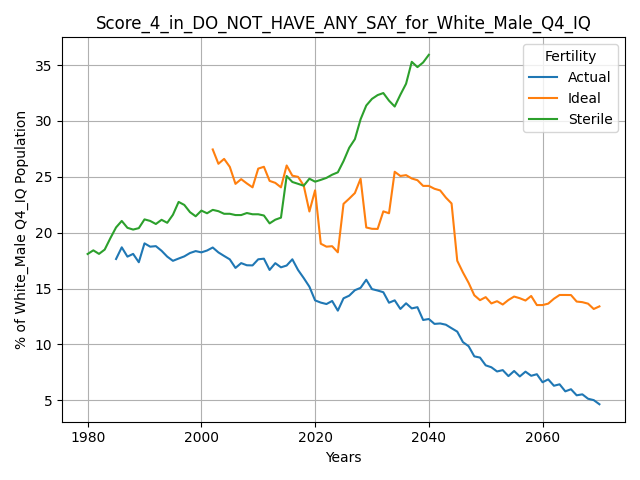 Score_4_in_DO_NOT_HAVE_ANY_SAY_for_White_Male_Q4_IQ
% of White_Male Q4_IQ Population
35
30
25
20
15
10
5
Fertility
Actual
Ideal
Sterile
1980 2000 2020 2040 2060
Years